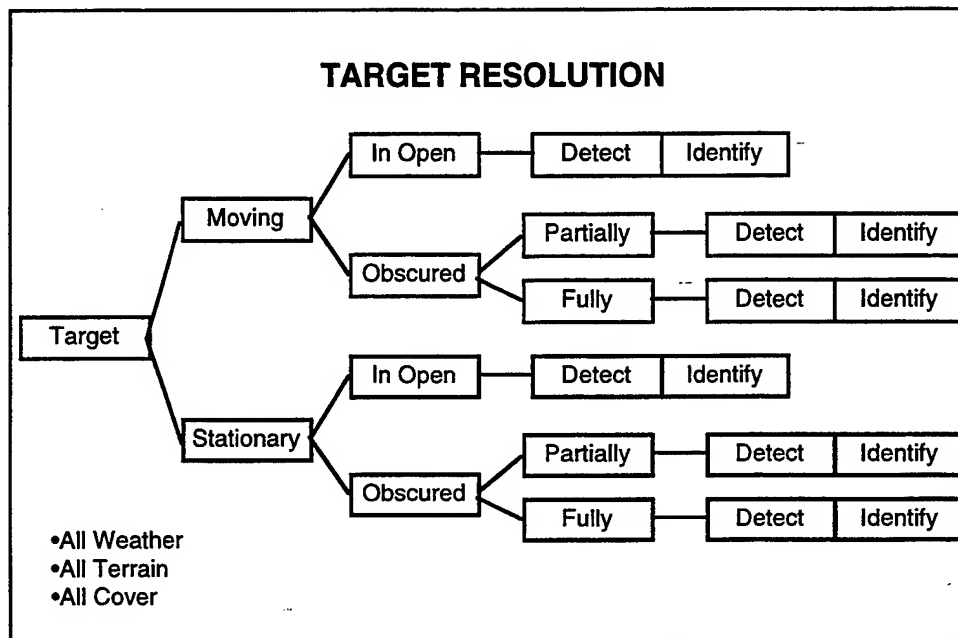 TARGET RESOLUTION
In Open Detect Identify
Moving
Partially Detect Identify
Obscured
Fully Detect Identify
Target
In Open Detect Identify
Stationary
Partially Detect Identify
Obscured
Fully Detect Identify
•All Weather
•All Terrain
•All Cover